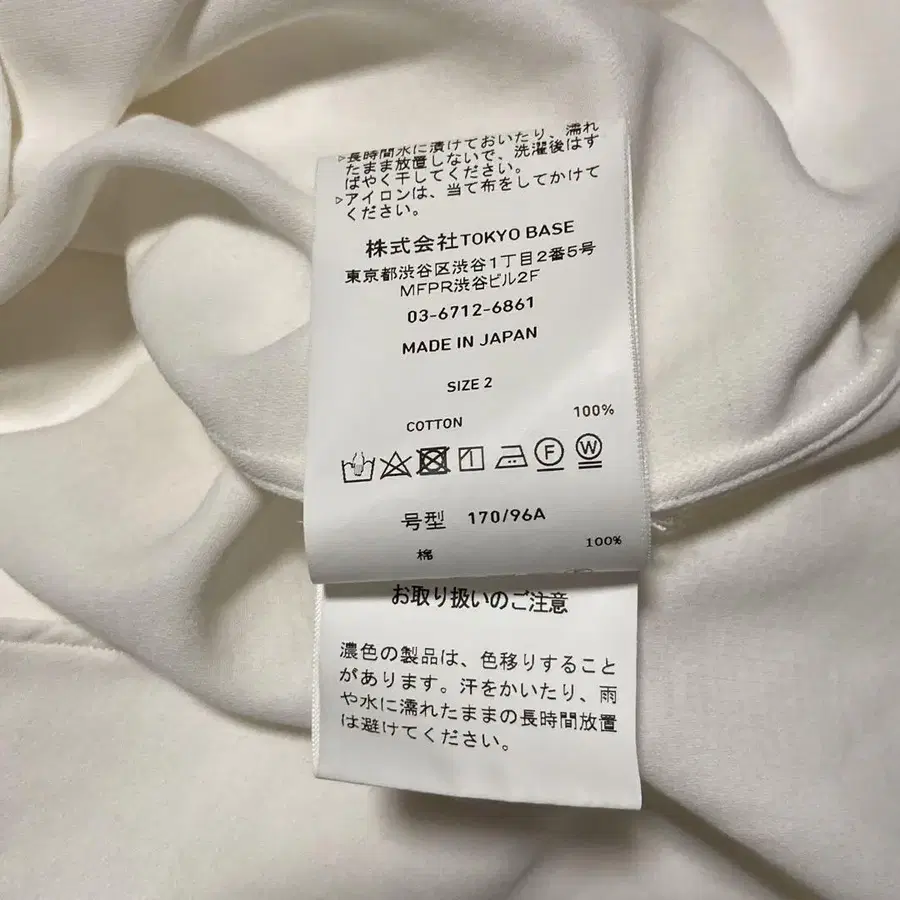 ▷長時間水に漬けておいたり、濡れ
たまま放置しないで、洗濯後はす
ばやく干してください。
▷アイロンは、当て布をしてかけて
ください。
株式会社TOKYO BASE
東京都渋谷区渋谷1丁目2番5号
MFPR渋谷ビル2F
03-6712-6861
MADE IN JAPAN
SIZE 2
COTTON 100%
F W
号型 170/96A
棉 100%
お取り扱いのご注意
濃色の製品は、色移りすること
があります。汗をかいたり、雨
や水に濡れたままの長時間放置
は避けてください。